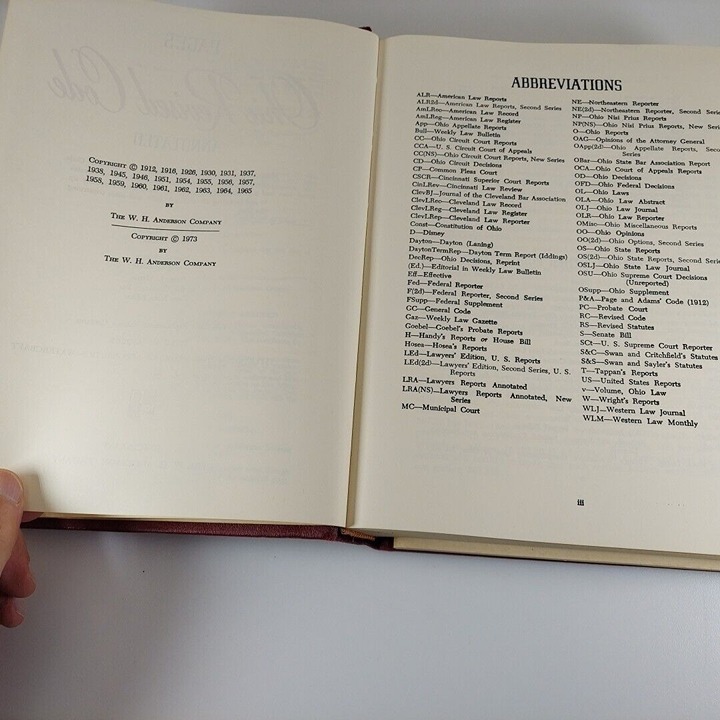 COPYRIGHT © 1912, 1916, 1926, 1930, 1931, 1937,
1938, 1945, 1946, 1951, 1954, 1955, 1956, 1957,
1958, 1959, 1960, 1961, 1962, 1963, 1964, 1965
BY
THE W. H. ANDERSON COMPANY
COPYRIGHT © 1973
BY
THE W. H. ANDERSON COMPANY
ABBREVIATIONS
ALR—American Law Reports
ALR2d—American Law Reports, Second Series
AmLRec—American Law Record
AmLReg—American Law Register
App—Ohio Appellate Reports
Bull—Weekly Law Bulletin
CC—Ohio Circuit Court Reports
CCA—U. S. Circuit Court of Appeals
CC(NS)—Ohio Circuit Court Reports, New Series
CD—Ohio Circuit Decisions
CP—Common Pleas Court
CSCR—Cincinnati Superior Court Reports
CinLRev—Cincinnati Law Review
ClevBJ—Journal of the Cleveland Bar Association
ClevLRec—Cleveland Law Record
ClevLReg—Cleveland Law Register
ClevLRep—Cleveland Law Reporter
Const—Constitution of Ohio
D—Disney
Dayton—Dayton (Laning)
DaytonTermRep—Dayton Term Report (Iddings)
DecRep—Ohio Decisions, Reprint
(Ed.)—Editorial in Weekly Law Bulletin
Eff—Effective
Fed—Federal Reporter
F(2d)—Federal Reporter, Second Series
FSupp—Federal Supplement
GC—General Code
Gaz—Weekly Law Gazette
Goebel—Goebel's Probate Reports
H—Handy's Reports or House Bill
Hosea—Hosea's Reports
LEd—Lawyers' Edition, U. S. Reports
LEd(2d)—Lawyers' Edition, Second Series, U. S.
Reports
LRA—Lawyers Reports Annotated
LRA(NS)—Lawyers Reports Annotated, New
Series
MC—Municipal Court
NE—Northeastern Reporter
NE(2d)—Northeastern Reporter, Second Series
NP—Ohio Nisi Prius Reports
NP(NS)—Ohio Nisi Prius Reports, New Seri
O—Ohio Reports
OAG—Opinions of the Attorney General
OApp(2d)—Ohio Appellate Reports, Seco
Series
OBar—Ohio State Bar Association Report
OCA—Ohio Court of Appeals Reports
OD—Ohio Decisions
OFD—Ohio Federal Decisions
OL—Ohio Laws
OLA—Ohio Law Abstract
OLJ—Ohio Law Journal
OLR—Ohio Law Reporter
OMisc—Ohio Miscellaneous Reports
OO—Ohio Opinions
OO(2d)—Ohio Options, Second Series
OS—Ohio State Reports
OS(2d)—Ohio State Reports, Second Seri
OSLJ—Ohio State Law Journal
OSU—Ohio Supreme Court Decisions
(Unreported)
OSupp—Ohio Supplement
P&A—Page and Adams' Code (1912)
PC—Probate Court
RC—Revised Code
RS—Revised Statutes
S—Senate Bill
SCt—U. S. Supreme Court Reporter
S&C—Swan and Critchfield's Statutes
S&S—Swan and Sayler's Statutes
T—Tappan's Reports
US—United States Reports
v—Volume, Ohio Law
W—Wright's Reports
WLJ—Western Law Journal
WLM—Western Law Monthly
iii